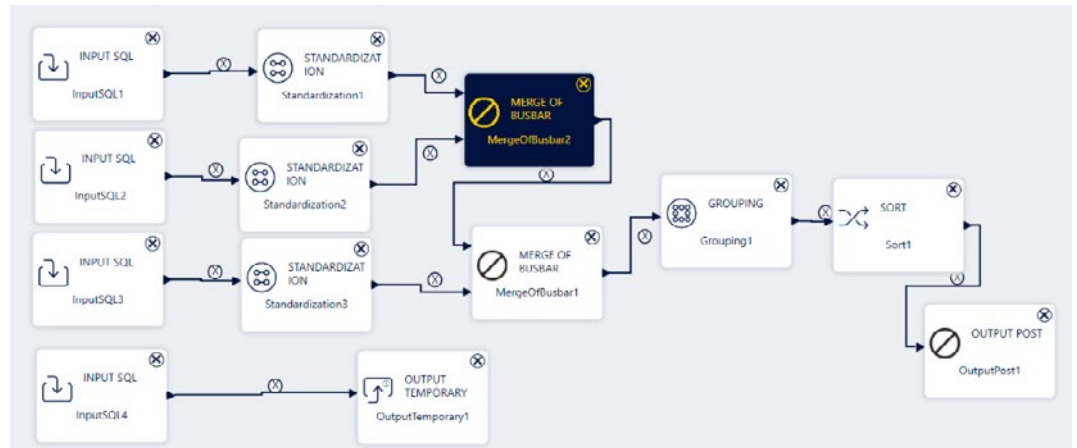 INPUT SQL
InputSQL1
STANDARDIZAT
ION
Standardization1
MERGE OF
BUSBAR
MergeOfBusbar2
INPUT SQL
InputSQL2
STANDARDIZAT
ION
Standardization2
GROUPING
Grouping1
SORT
Sort1
INPUT SQL
InputSQL3
STANDARDIZAT
ION
Standardization3
MERGE OF
BUSBAR
MergeOfBusbar1
OUTPUT POST
OutputPost1
INPUT SQL
InputSQL4
OUTPUT
TEMPORARY
OutputTemporary1